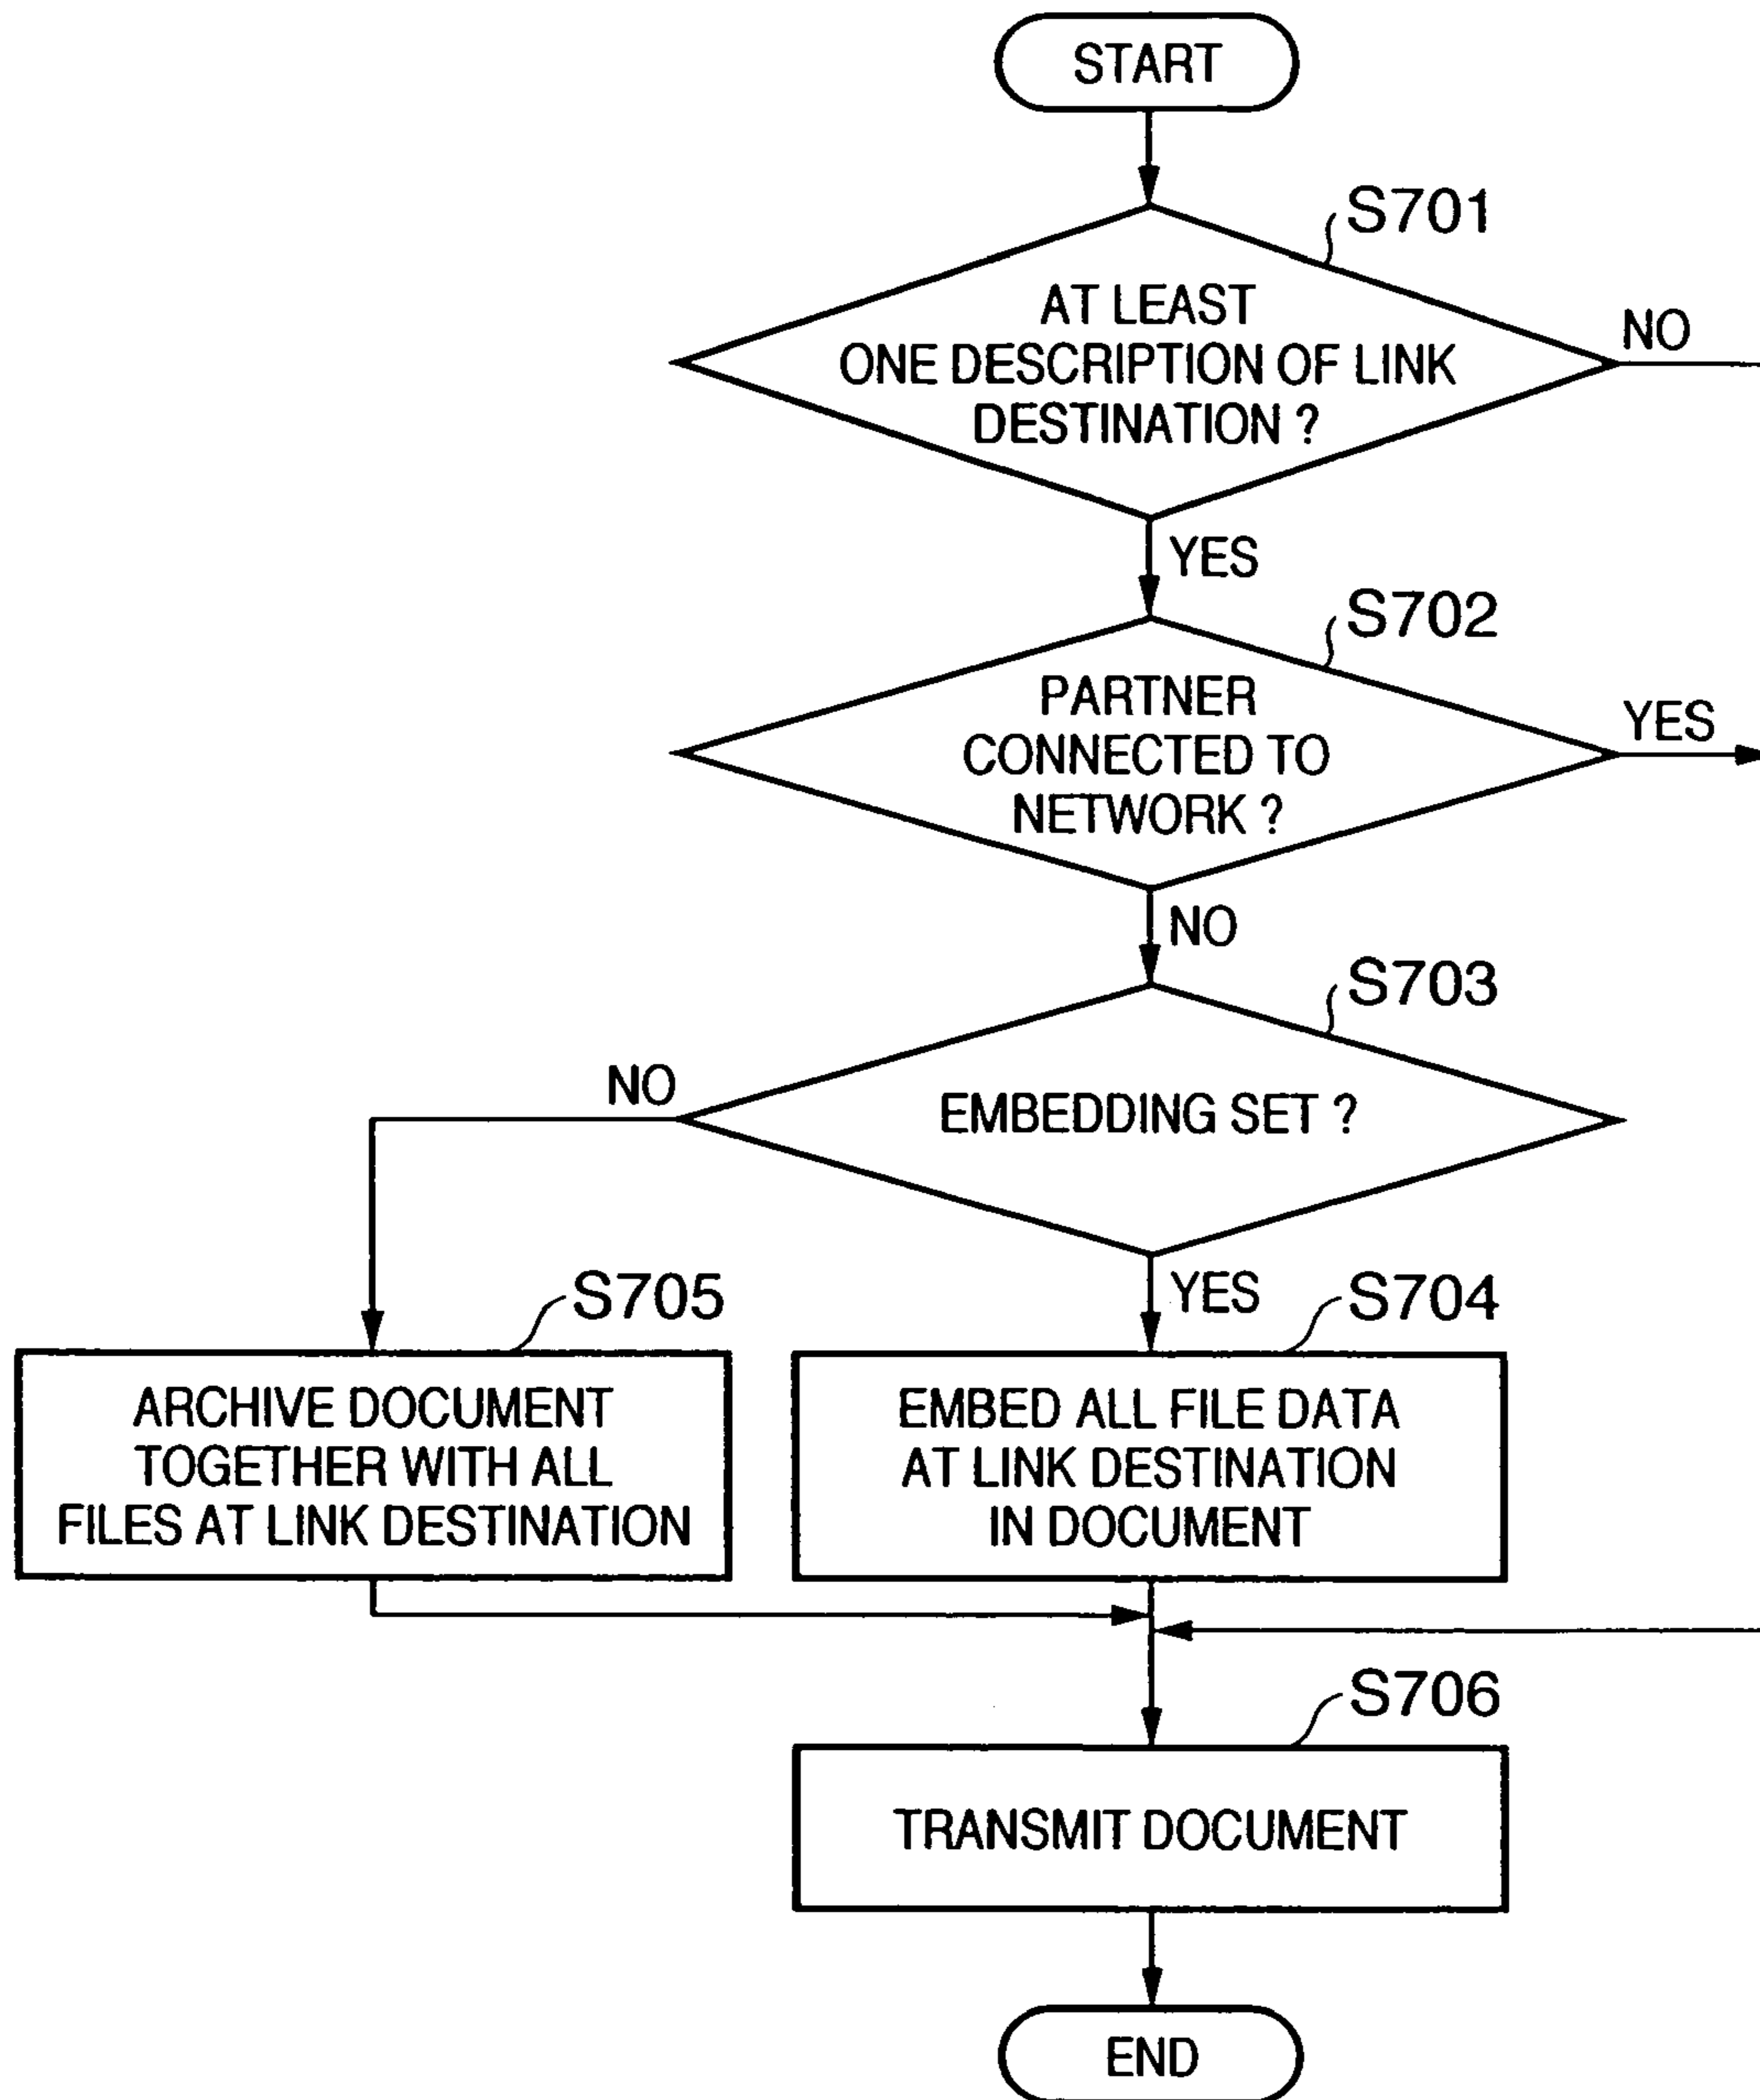 START
S701
AT LEAST
ONE DESCRIPTION OF LINK
DESTINATION ?
NO
YES
S702
PARTNER
CONNECTED TO
NETWORK ?
YES
NO
S703
EMBEDDING SET ?
NO
YES
S705
ARCHIVE DOCUMENT
TOGETHER WITH ALL
FILES AT LINK DESTINATION
S704
EMBED ALL FILE DATA
AT LINK DESTINATION
IN DOCUMENT
S706
TRANSMIT DOCUMENT
END